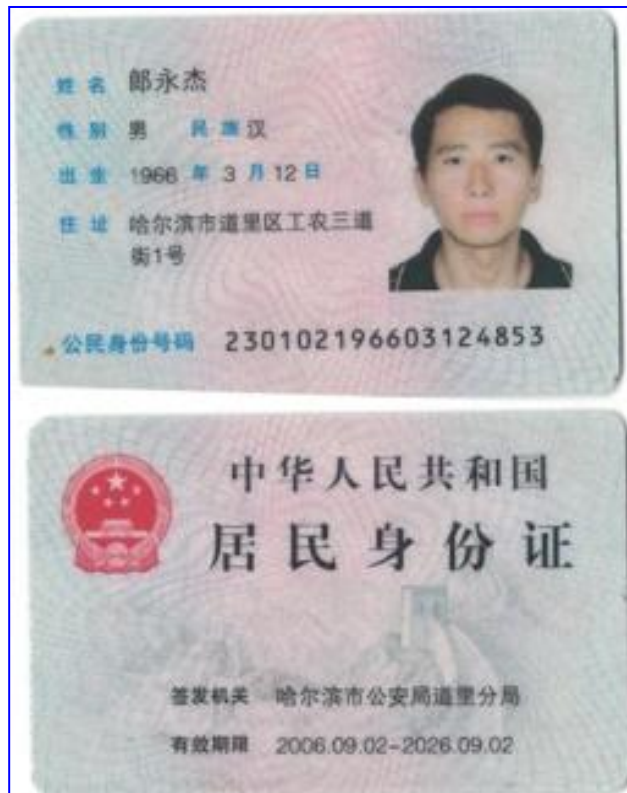 姓名 郎永杰
性别 男 民族 汉
出生 1966 年 3 月 12 日
住址 哈尔滨市道里区工农三道
街1号
公民身份号码 230102196603124853
中华人民共和国
居民身份证
签发机关 哈尔滨市公安局道里分局
有效期限 2006.09.02-2026.09.02